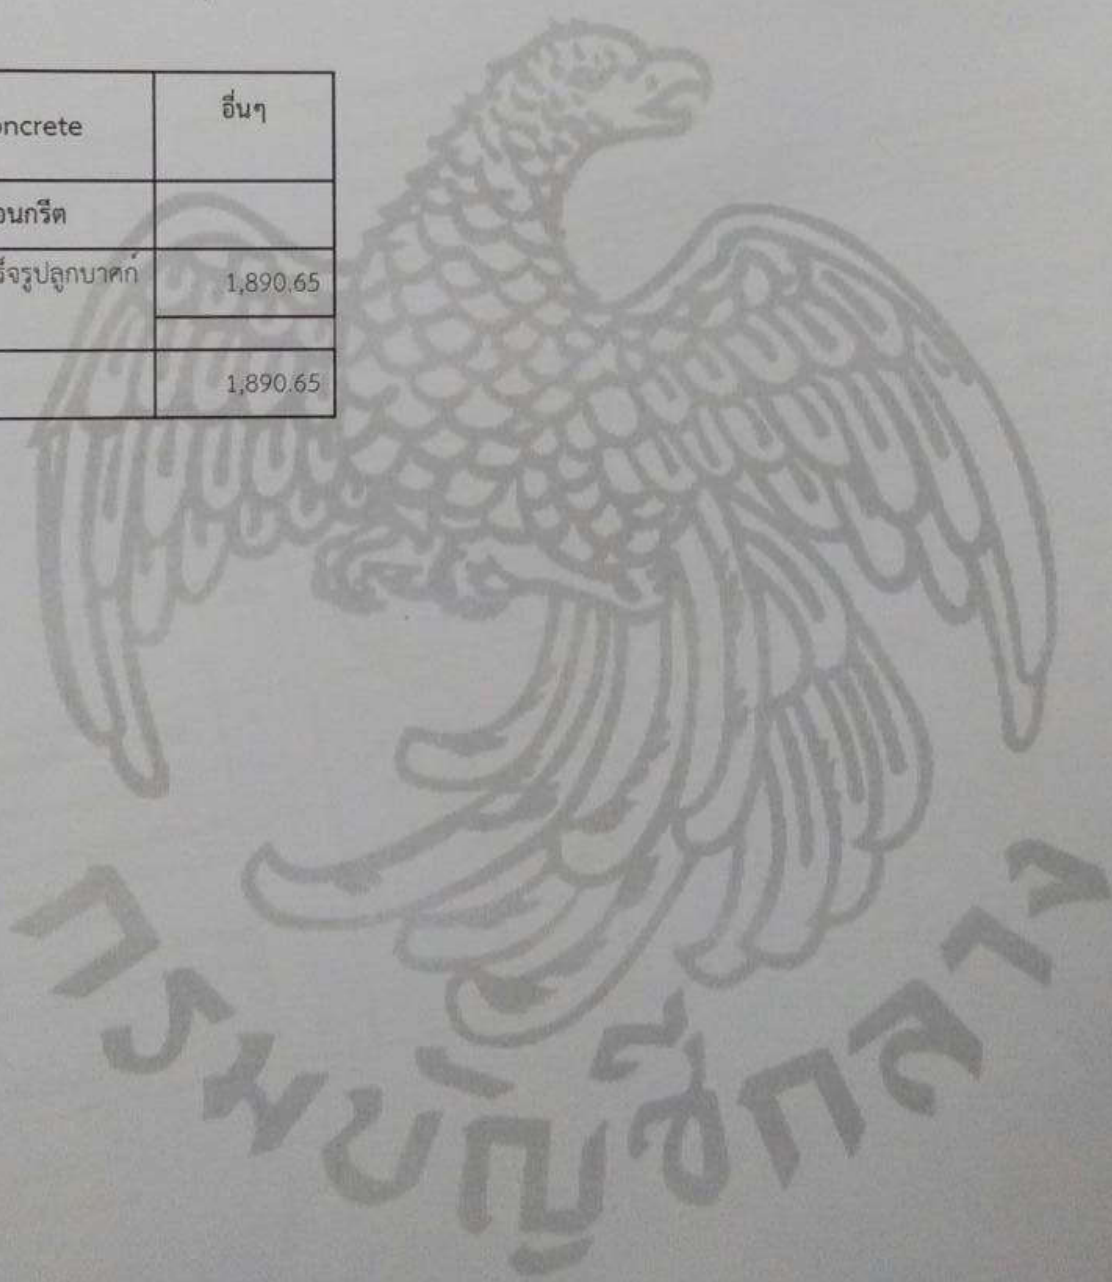 oncrete
อื่นๆ
อนกรีต
ร็จรูปลูกบาศก์
1,890.65
1,890.65
กรมบัญชีกลาง